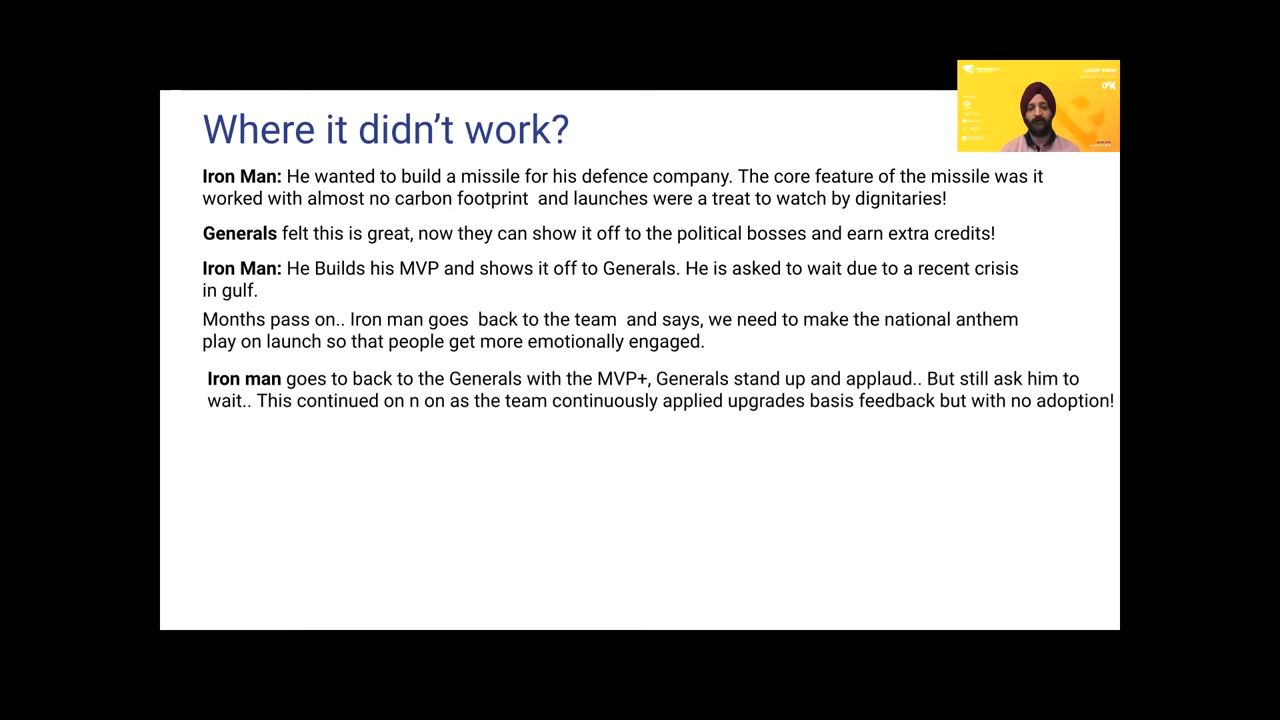 Where it didn't work?
Iron Man: He wanted to build a missile for his defence company. The core feature of the missile was it
worked with almost no carbon footprint  and launches were a treat to watch by dignitaries!
Generals felt this is great, now they can show it off to the political bosses and earn extra credits!
Iron Man: He Builds his MVP and shows it off to Generals. He is asked to wait due to a recent crisis
in gulf.
Months pass on.. Iron man goes  back to the team  and says, we need to make the national anthem
play on launch so that people get more emotionally engaged.
Iron man goes to back to the Generals with the MVP+, Generals stand up and applaud.. But still ask him to
wait.. This continued on n on as the team continuously applied upgrades basis feedback but with no adoption!